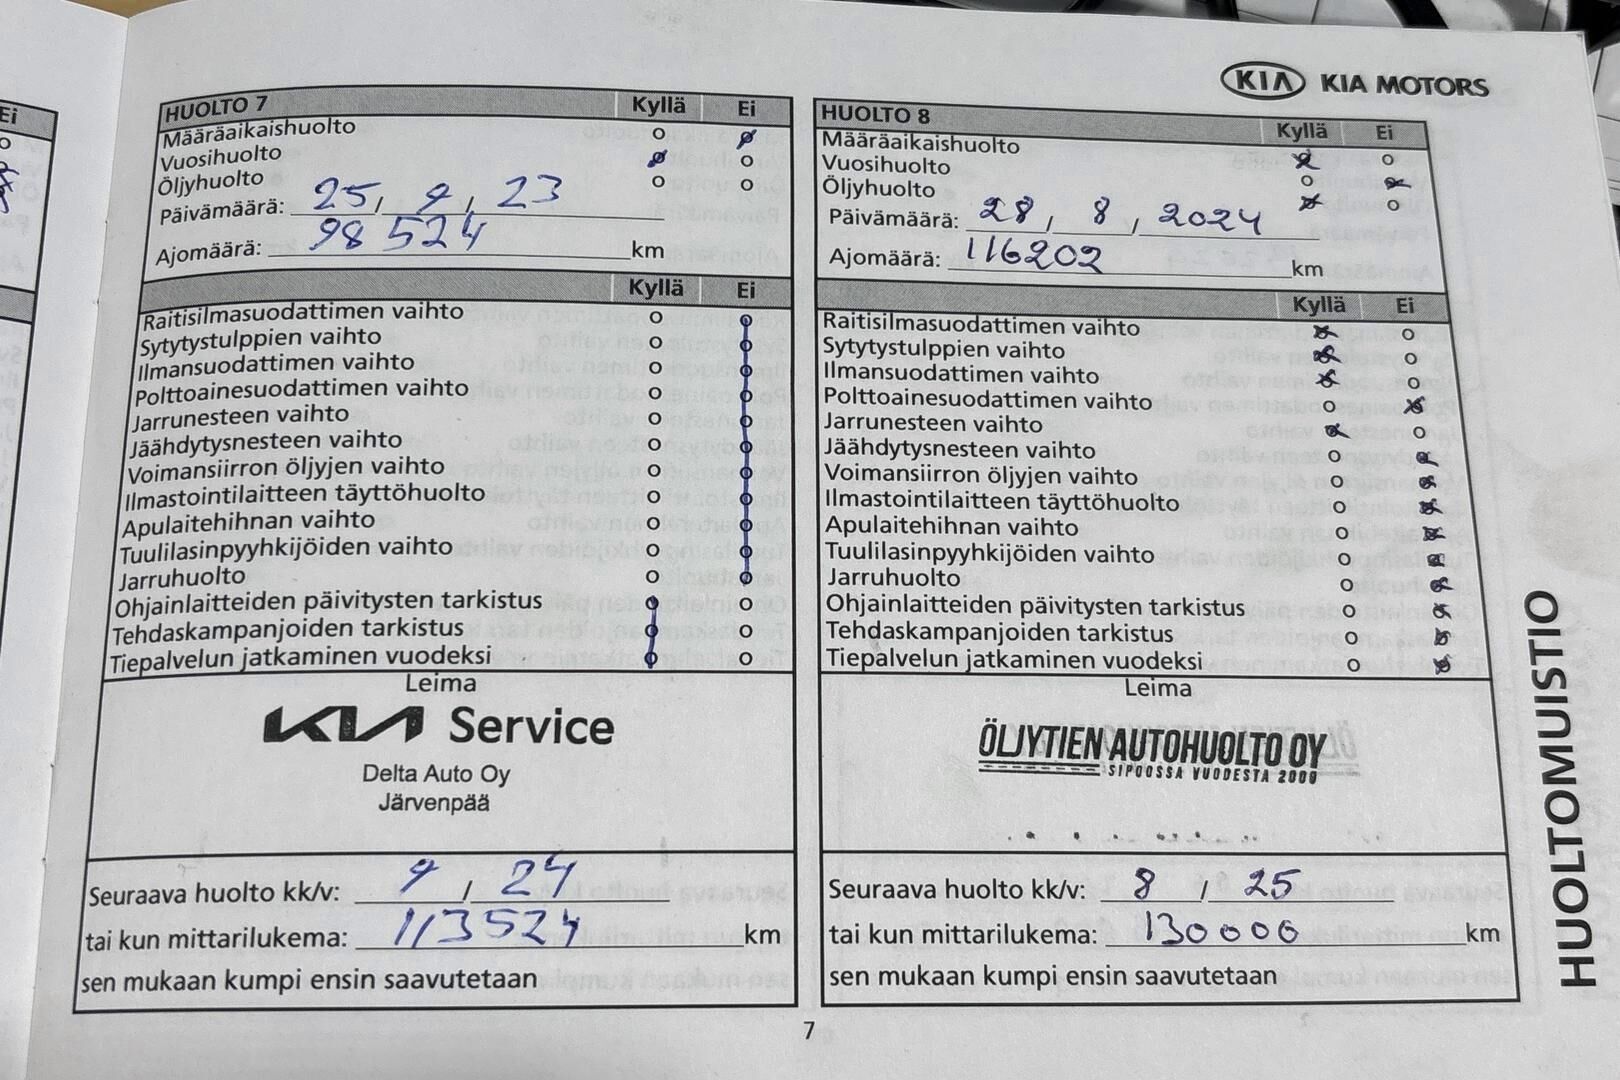 Ei
KIA KIA MOTORS
HUOLTO 7 Kyllä Ei
Määräaikaishuolto
Vuosihuolto
Öljyhuolto
Päivämäärä: 25, 9, 23
Ajomäärä: 98 524 km
Kyllä Ei
Raitisilmasuodattimen vaihto
Sytytystulppien vaihto
Ilmansuodattimen vaihto
Polttoainesuodattimen vaihto
Jarrunesteen vaihto
Jäähdytysnesteen vaihto
Voimansiirron öljyjen vaihto
Ilmastointilaitteen täyttöhuolto
Apulaitehihnan vaihto
Tuulilasinpyyhkijöiden vaihto
Jarruhuolto
Ohjainlaitteiden päivitysten tarkistus
Tehdaskampanjoiden tarkistus
Tiepalvelun jatkaminen vuodeksi
Leima
KIA Service
Delta Auto Oy
Järvenpää
Seuraava huolto kk/v: 9 / 24
tai kun mittarilukema: 113524 km
sen mukaan kumpi ensin saavutetaan
HUOLTO 8 Kyllä Ei
Määräaikaishuolto
Vuosihuolto
Öljyhuolto
Päivämäärä: 28, 8, 2024
Ajomäärä: 116202 km
Kyllä Ei
Raitisilmasuodattimen vaihto
Sytytystulppien vaihto
Ilmansuodattimen vaihto
Polttoainesuodattimen vaihto
Jarrunesteen vaihto
Jäähdytysnesteen vaihto
Voimansiirron öljyjen vaihto
Ilmastointilaitteen täyttöhuolto
Apulaitehihnan vaihto
Tuulilasinpyyhkijöiden vaihto
Jarruhuolto
Ohjainlaitteiden päivitysten tarkistus
Tehdaskampanjoiden tarkistus
Tiepalvelun jatkaminen vuodeksi
Leima
ÖLJYTIEN AUTOHUOLTO OY
SIPOOSSA VUODESTA 2009
Seuraava huolto kk/v: 8 / 25
tai kun mittarilukema: 130000 km
sen mukaan kumpi ensin saavutetaan
HUOLTOMUISTIO
7